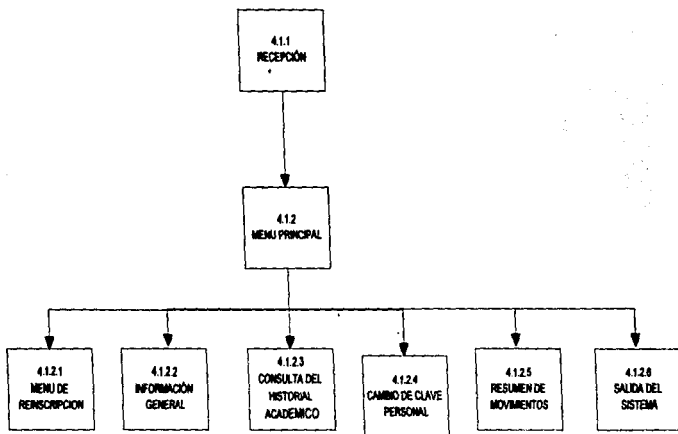 4.1.1
RECEPCIÓN
4.1.2
MENU PRINCIPAL
4.1.2.1
MENU DE
REINSCRIPCION
4.1.2.2
INFORMACIÓN
GENERAL
4.1.2.3
CONSULTA DEL
HISTORIAL
ACADEMICO
4.1.2.4
CAMBIO DE CLAVE
PERSONAL
4.1.2.5
RESUMEN DE
MOVIMIENTOS
4.1.2.6
SALIDA DEL
SISTEMA